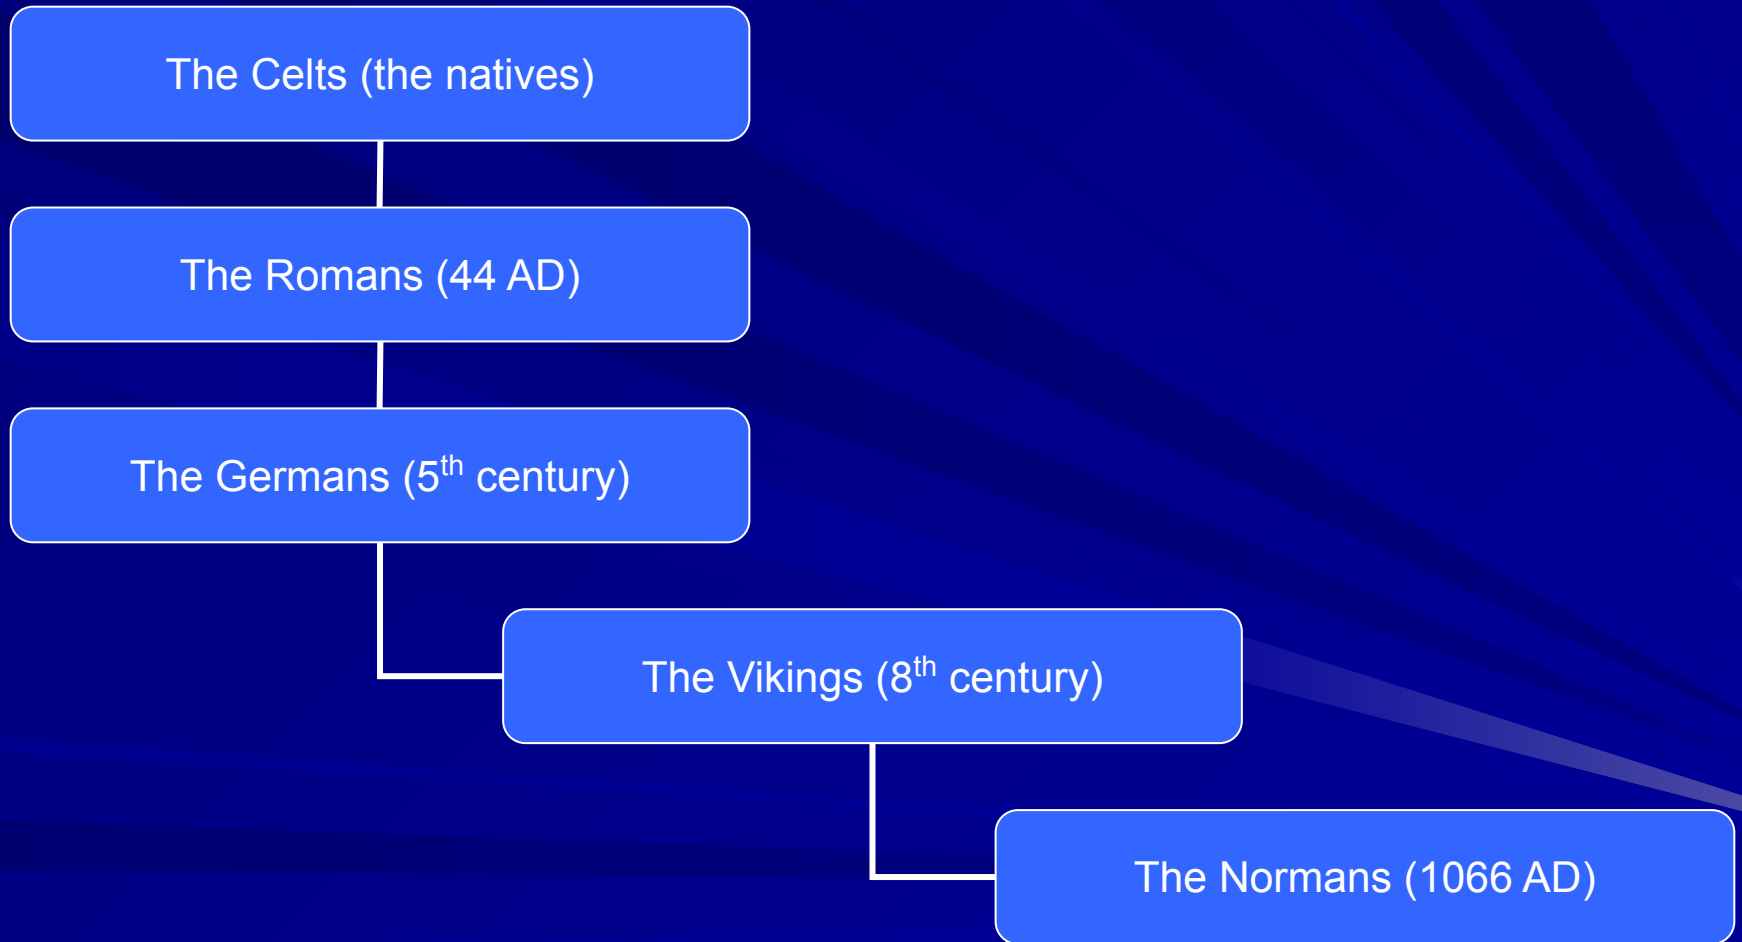 The Celts (the natives)
The Romans (44 AD)
The Germans (5th century)
The Vikings (8th century)
The Normans (1066 AD)